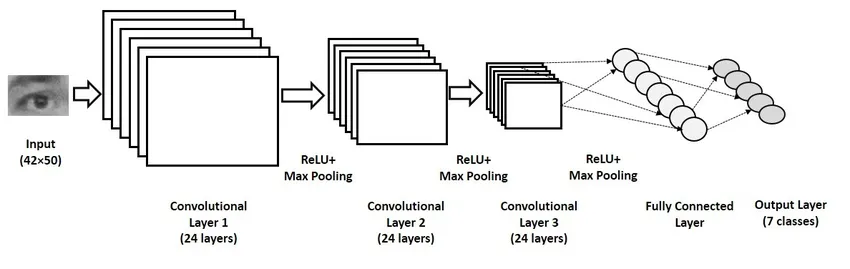 Input
(42×50)
ReLU+
Max Pooling
ReLU+
Max Pooling
ReLU+
Max Pooling
Convolutional
Layer 1
(24 layers)
Convolutional
Layer 2
(24 layers)
Convolutional
Layer 3
(24 layers)
Fully Connected
Layer
Output Layer
(7 classes)